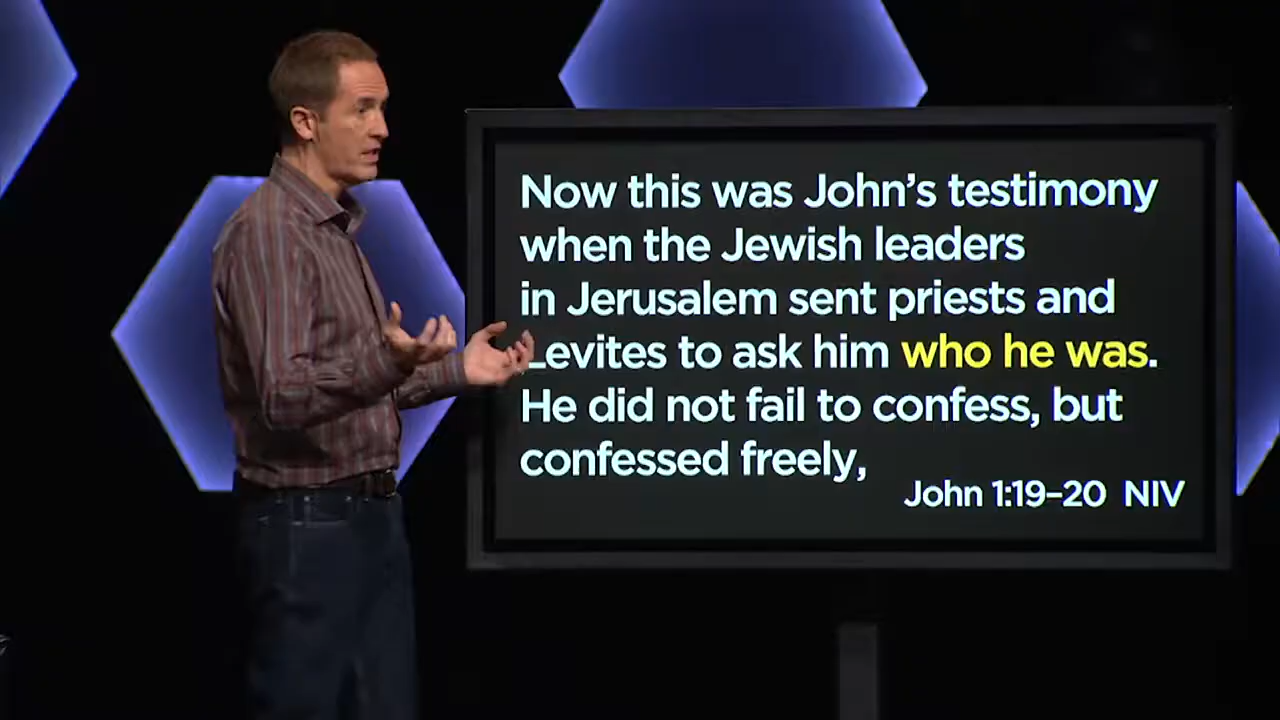 Now this was John’s testimony
when the Jewish leaders
in Jerusalem sent priests and
Levites to ask him who he was.
He did not fail to confess, but
confessed freely,
John 1:19–20 NIV